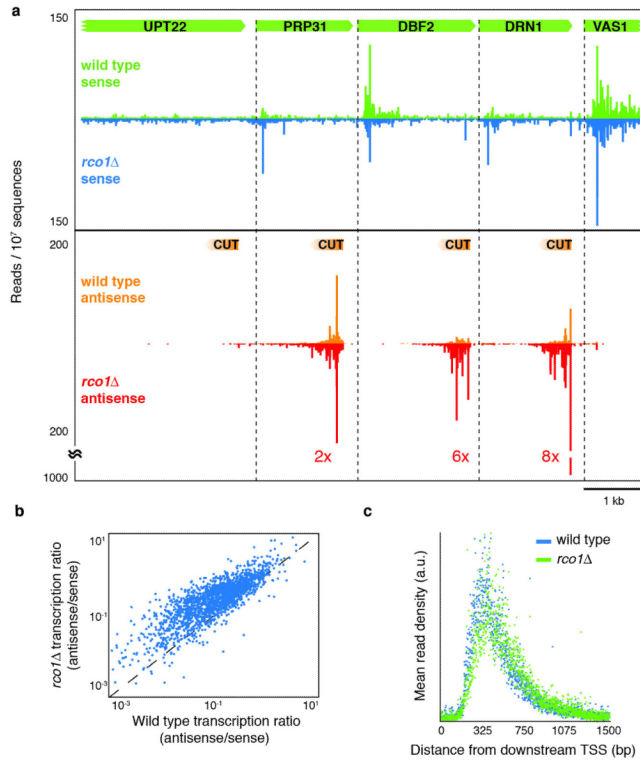 a
150
UPT22 PRP31 DBF2 DRN1 VAS1
wild type
sense
rco1Δ
sense
150
Reads / 10⁷ sequences
200
CUT CUT CUT CUT
wild type
antisense
rco1Δ
antisense
200
2x 6x 8x
1000
1 kb
b
rco1Δ transcription ratio
(antisense/sense)
10¹
10⁻¹
10⁻³
10⁻³ 10⁻¹ 10¹
Wild type transcription ratio
(antisense/sense)
c
wild type
rco1Δ
Mean read density (a.u.)
0 325 750 1100 1500
Distance from downstream TSS (bp)